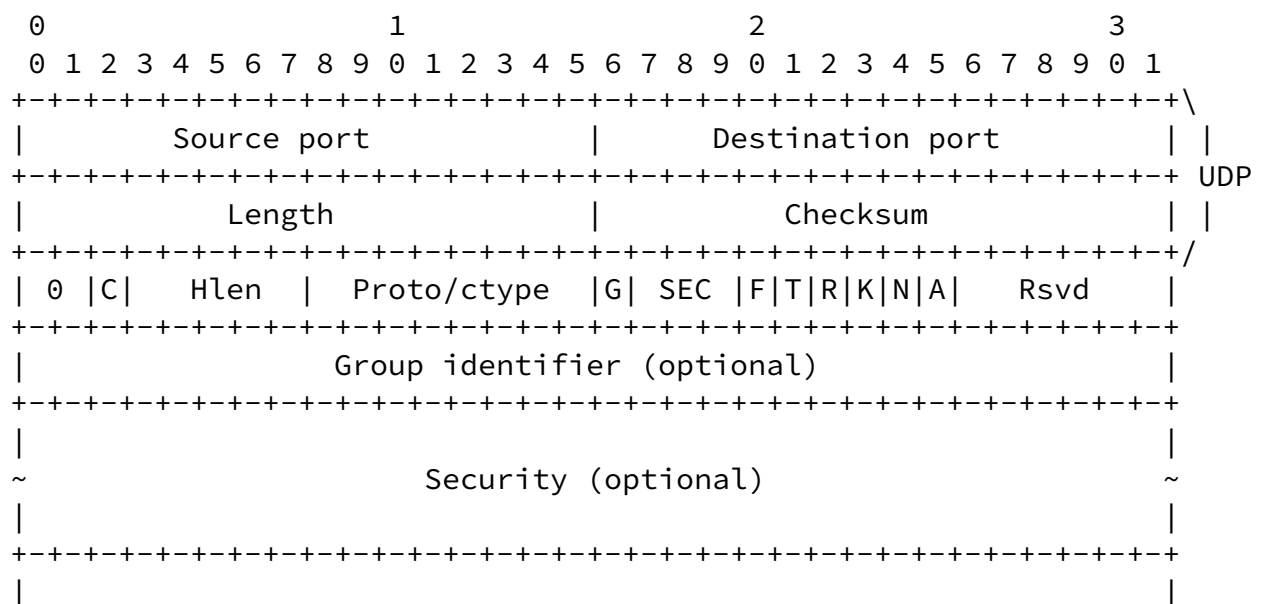 0                   1                   2                   3
 0 1 2 3 4 5 6 7 8 9 0 1 2 3 4 5 6 7 8 9 0 1 2 3 4 5 6 7 8 9 0 1
+-+-+-+-+-+-+-+-+-+-+-+-+-+-+-+-+-+-+-+-+-+-+-+-+-+-+-+-+-+-+-+-+\
|        Source port            |      Destination port         | |
+-+-+-+-+-+-+-+-+-+-+-+-+-+-+-+-+-+-+-+-+-+-+-+-+-+-+-+-+-+-+-+-+ UDP
|           Length              |          Checksum             | |
+-+-+-+-+-+-+-+-+-+-+-+-+-+-+-+-+-+-+-+-+-+-+-+-+-+-+-+-+-+-+-+-+/
| 0 |C|   Hlen  |  Proto/ctype  |G| SEC |F|T|R|K|N|A|   Rsvd    |
+-+-+-+-+-+-+-+-+-+-+-+-+-+-+-+-+-+-+-+-+-+-+-+-+-+-+-+-+-+-+-+-+
|                 Group identifier (optional)                   |
+-+-+-+-+-+-+-+-+-+-+-+-+-+-+-+-+-+-+-+-+-+-+-+-+-+-+-+-+-+-+-+-+
|                                                               |
~                      Security (optional)                      ~
|                                                               |
+-+-+-+-+-+-+-+-+-+-+-+-+-+-+-+-+-+-+-+-+-+-+-+-+-+-+-+-+-+-+-+-+
|                                                               |